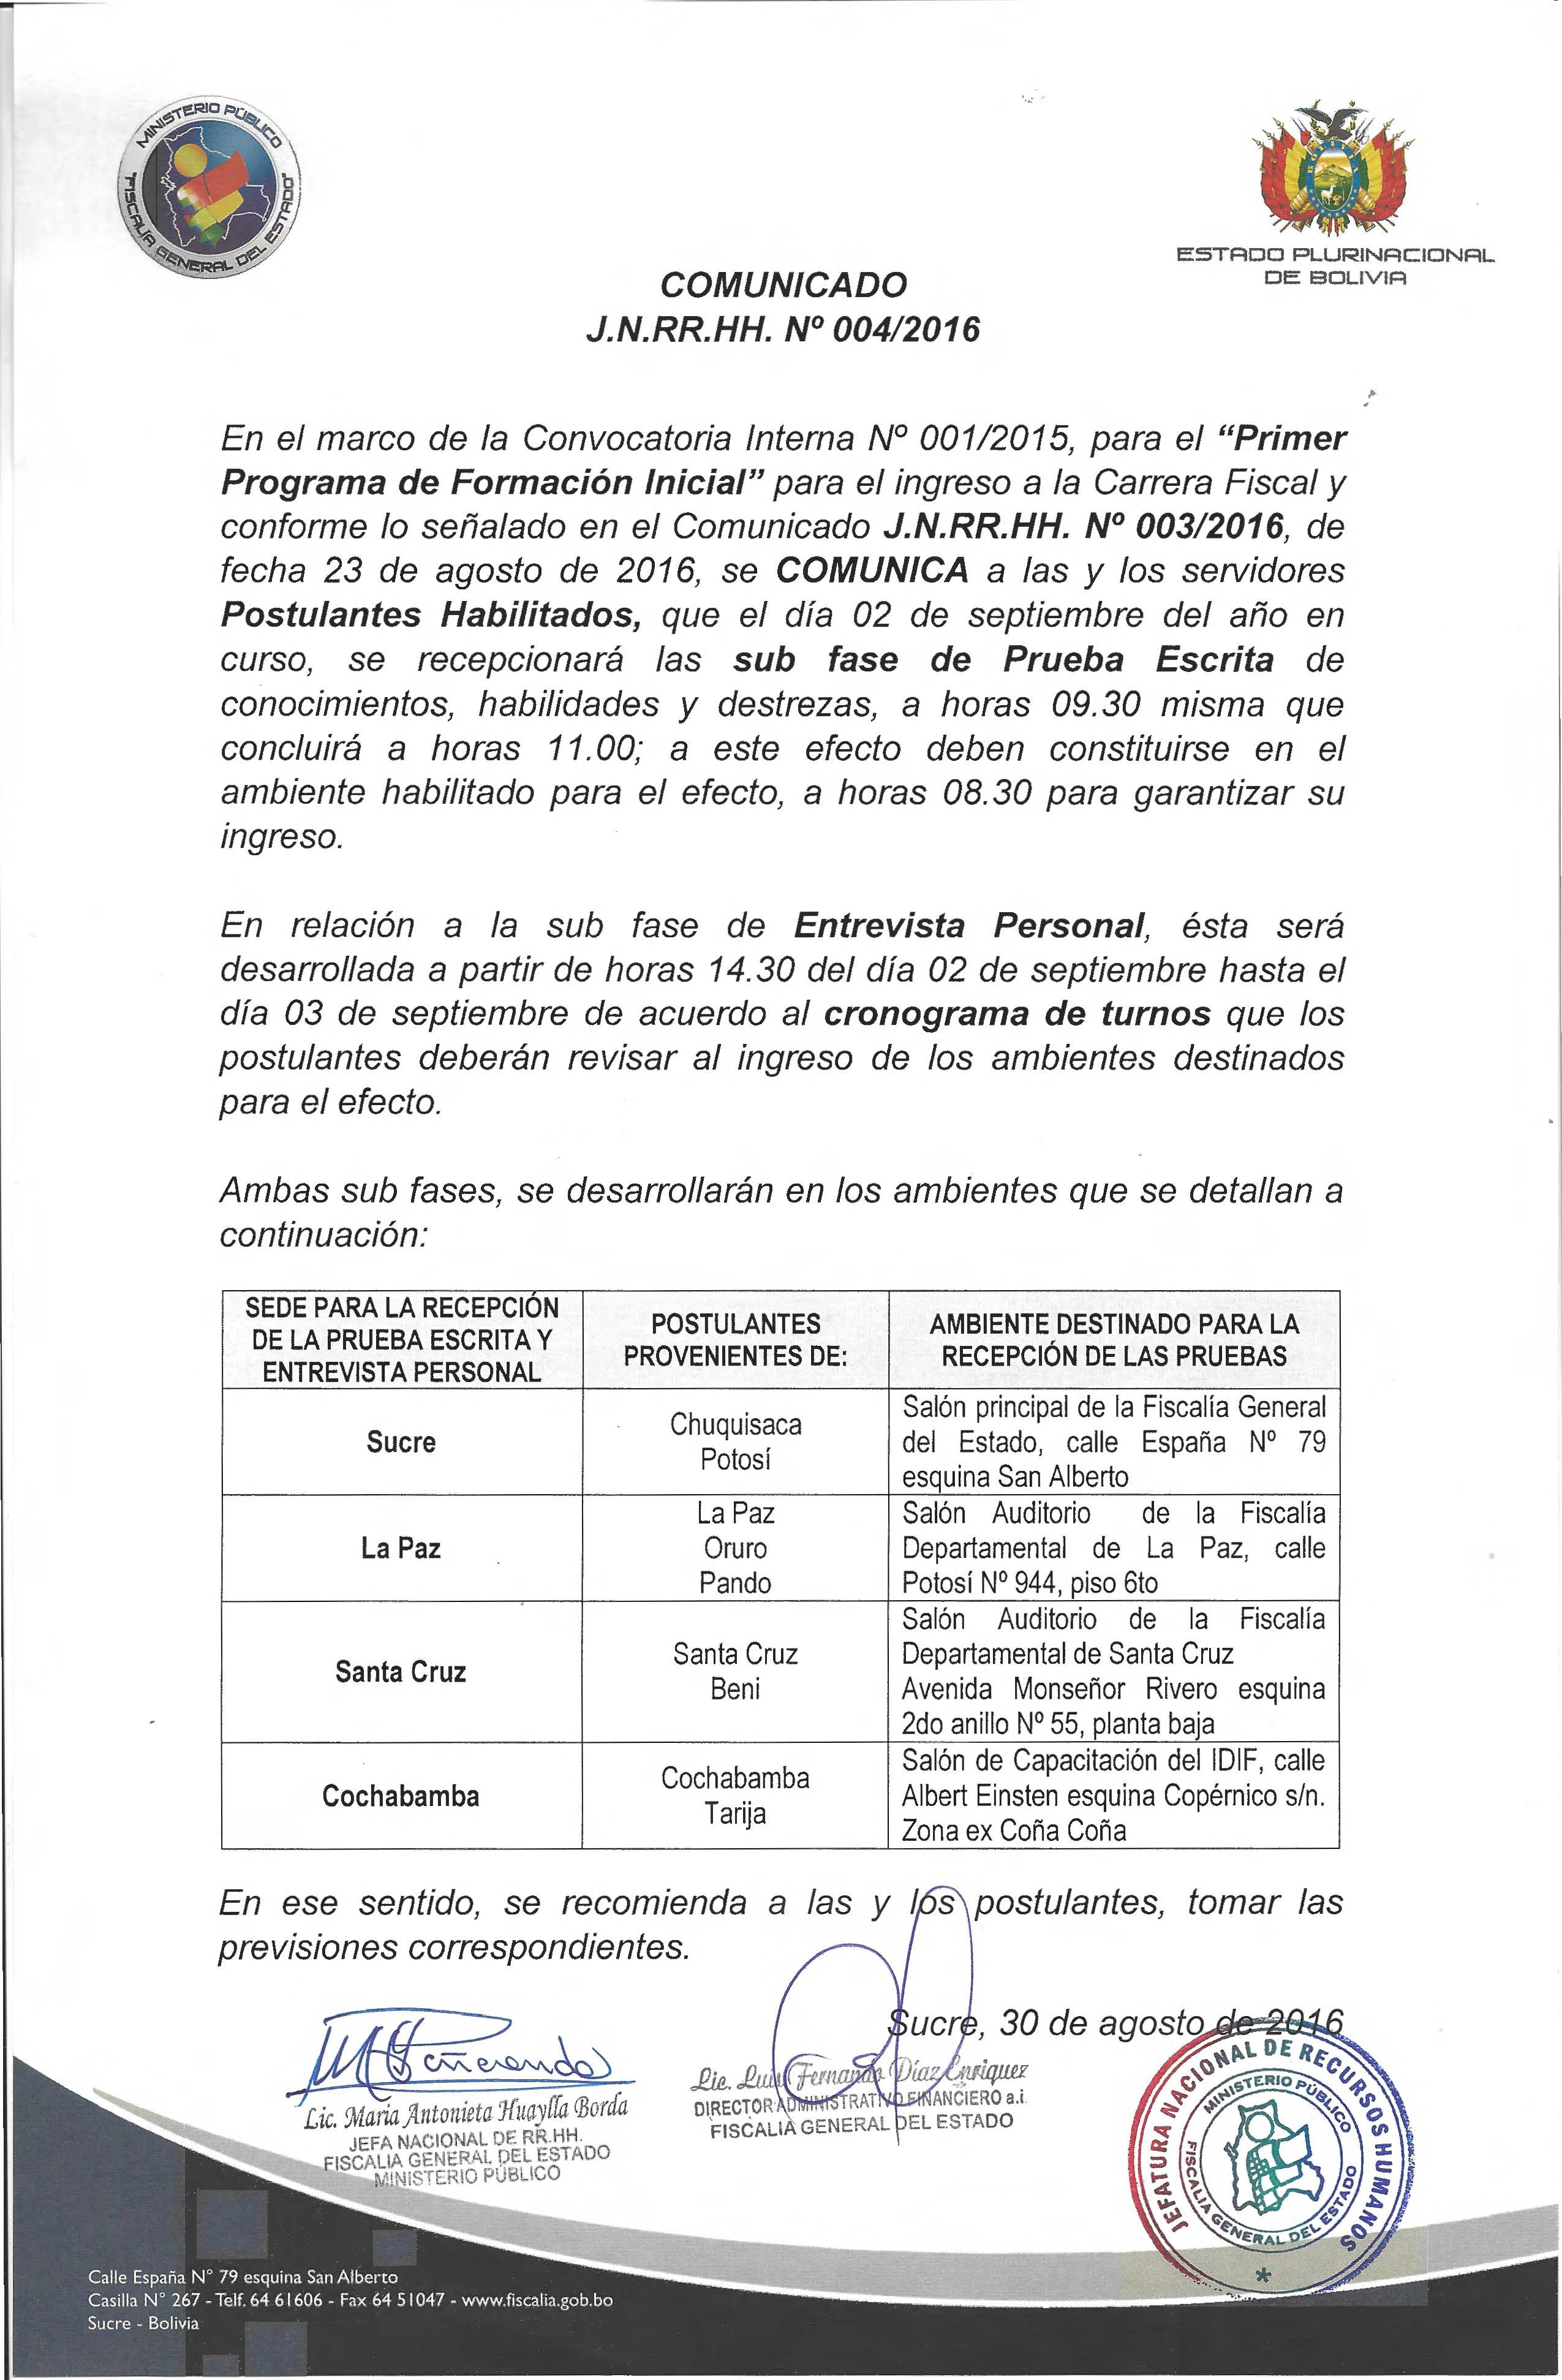 MINISTERIO PÚBLICO
"FISCALIA GENERAL DEL ESTADO"
ESTADO PLURINACIONAL
DE BOLIVIA
COMUNICADO
J.N.RR.HH. Nº 004/2016
En el marco de la Convocatoria Interna Nº 001/2015, para el "Primer
Programa de Formación Inicial" para el ingreso a la Carrera Fiscal y
conforme lo señalado en el Comunicado J.N.RR.HH. Nº 003/2016, de
fecha 23 de agosto de 2016, se COMUNICA a las y los servidores
Postulantes Habilitados, que el día 02 de septiembre del año en
curso, se recepcionará las sub fase de Prueba Escrita de
conocimientos, habilidades y destrezas, a horas 09.30 misma que
concluirá a horas 11.00; a este efecto deben constituirse en el
ambiente habilitado para el efecto, a horas 08.30 para garantizar su
ingreso.
En relación a la sub fase de Entrevista Personal, ésta será
desarrollada a partir de horas 14.30 del día 02 de septiembre hasta el
día 03 de septiembre de acuerdo al cronograma de turnos que los
postulantes deberán revisar al ingreso de los ambientes destinados
para el efecto.
Ambas sub fases, se desarrollarán en los ambientes que se detallan a
continuación:
SEDE PARA LA RECEPCIÓN
DE LA PRUEBA ESCRITA Y
ENTREVISTA PERSONAL
POSTULANTES
PROVENIENTES DE:
AMBIENTE DESTINADO PARA LA
RECEPCIÓN DE LAS PRUEBAS
Sucre
Chuquisaca
Potosí
Salón principal de la Fiscalía General
del Estado, calle España Nº 79
esquina San Alberto
La Paz
La Paz
Oruro
Pando
Salón Auditorio de la Fiscalía
Departamental de La Paz, calle
Potosí Nº 944, piso 6to
Santa Cruz
Santa Cruz
Beni
Salón Auditorio de la Fiscalía
Departamental de Santa Cruz
Avenida Monseñor Rivero esquina
2do anillo Nº 55, planta baja
Cochabamba
Cochabamba
Tarija
Salón de Capacitación del IDIF, calle
Albert Einsten esquina Copérnico s/n.
Zona ex Coña Coña
En ese sentido, se recomienda a las y los postulantes, tomar las
previsiones correspondientes.
Sucre, 30 de agosto de 2016
Lic. Maria Antonieta Huaylla Borda
JEFA NACIONAL DE RR.HH.
FISCALIA GENERAL DEL ESTADO
MINISTERIO PÚBLICO
Lic. Luis Fernando Díaz Enriquez
DIRECTOR ADMINISTRATIVO FINANCIERO a.i.
FISCALIA GENERAL DEL ESTADO
JEFATURA NACIONAL DE RECURSOS HUMANOS
MINISTERIO PÚBLICO
FISCALIA GENERAL DEL ESTADO
Calle España N° 79 esquina San Alberto
Casilla N° 267 - Telf. 64 61606 - Fax 64 51047 - www.fiscalia.gob.bo
Sucre - Bolivia